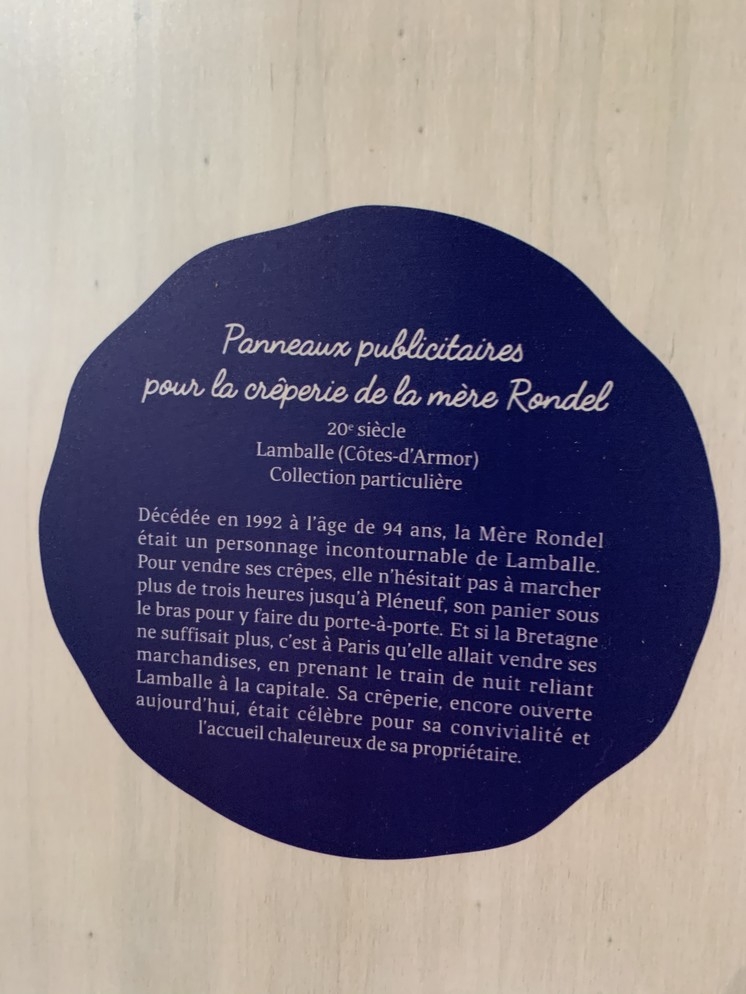 Panneaux publicitaires
pour la crêperie de la mère Rondel
20e siècle
Lamballe (Côtes-d'Armor)
Collection particulière
Décédée en 1992 à l'âge de 94 ans, la Mère Rondel
était un personnage incontournable de Lamballe.
Pour vendre ses crêpes, elle n'hésitait pas à marcher
plus de trois heures jusqu'à Pléneuf, son panier sous
le bras pour y faire du porte-à-porte. Et si la Bretagne
ne suffisait plus, c'est à Paris qu'elle allait vendre ses
marchandises, en prenant le train de nuit reliant
Lamballe à la capitale. Sa crêperie, encore ouverte
aujourd'hui, était célèbre pour sa convivialité et
l'accueil chaleureux de sa propriétaire.